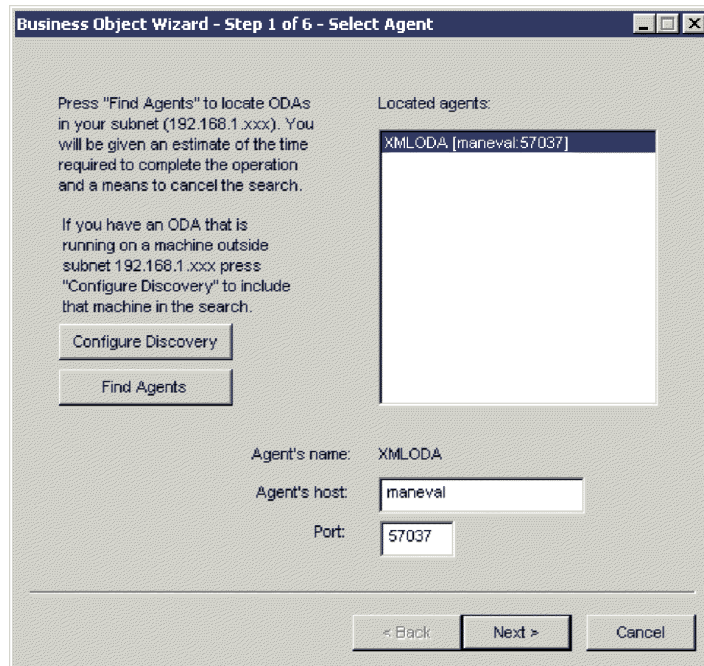 Business Object Wizard - Step 1 of 6 - Select Agent
Press "Find Agents" to locate ODAs
in your subnet (192.168.1.xxx). You
will be given an estimate of the time
required to complete the operation
and a means to cancel the search.
If you have an ODA that is
running on a machine outside
subnet 192.168.1.xxx press
"Configure Discovery" to include
that machine in the search.
Configure Discovery
Find Agents
Located agents:
XMLODA [maneval:57037]
Agent's name: XMLODA
Agent's host: maneval
Port: 57037
< Back
Next >
Cancel